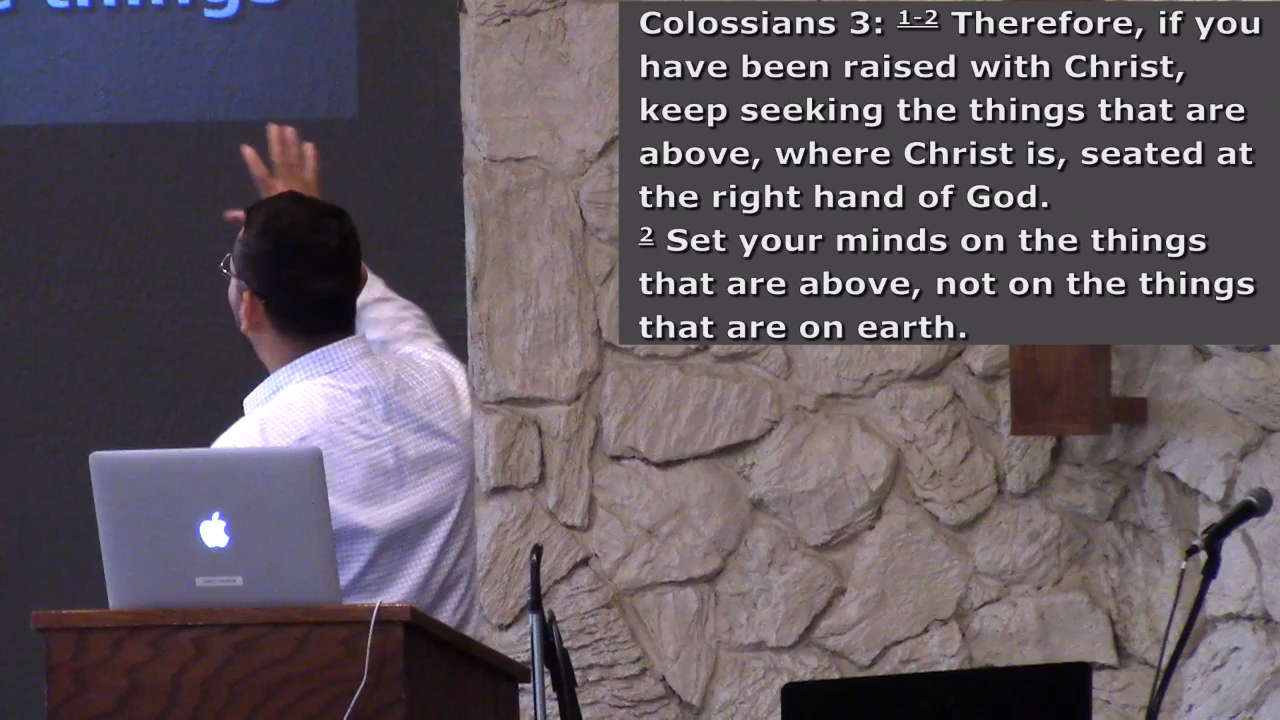 things
Colossians 3: 1-2 Therefore, if you
have been raised with Christ,
keep seeking the things that are
above, where Christ is, seated at
the right hand of God.
2 Set your minds on the things
that are above, not on the things
that are on earth.